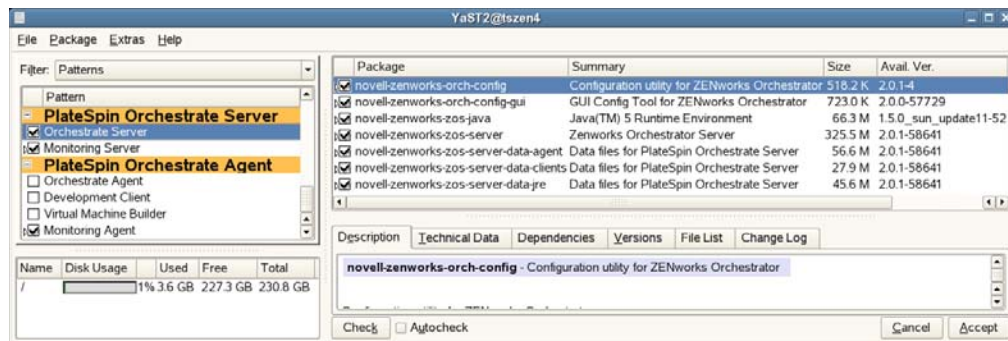 YaST2@tszen4
File Package Extras Help
Filter: Patterns
Pattern
PlateSpin Orchestrate Server
Orchestrate Server
Monitoring Server
PlateSpin Orchestrate Agent
Orchestrate Agent
Development Client
Virtual Machine Builder
Monitoring Agent
Name Disk Usage Used Free Total
/ 1% 3.6 GB 227.3 GB 230.8 GB
Package Summary Size Avail. Ver.
novell-zenworks-orch-config Configuration utility for ZENworks Orchestrator 518.2 K 2.0.1-4
novell-zenworks-orch-config-gui GUI Config Tool for ZENworks Orchestrator 723.0 K 2.0.0-57729
novell-zenworks-zos-java Java(TM) 5 Runtime Environment 66.3 M 1.5.0_sun_update11-52
novell-zenworks-zos-server Zenworks Orchestrator Server 325.5 M 2.0.1-58641
novell-zenworks-zos-server-data-agent Data files for PlateSpin Orchestrate Server 56.6 M 2.0.1-58641
novell-zenworks-zos-server-data-clients Data files for PlateSpin Orchestrate Server 27.9 M 2.0.1-58641
novell-zenworks-zos-server-data-jre Data files for PlateSpin Orchestrate Server 45.6 M 2.0.1-58641
Description Technical Data Dependencies Versions File List Change Log
novell-zenworks-orch-config - Configuration utility for ZENworks Orchestrator
Check Autocheck Cancel Accept